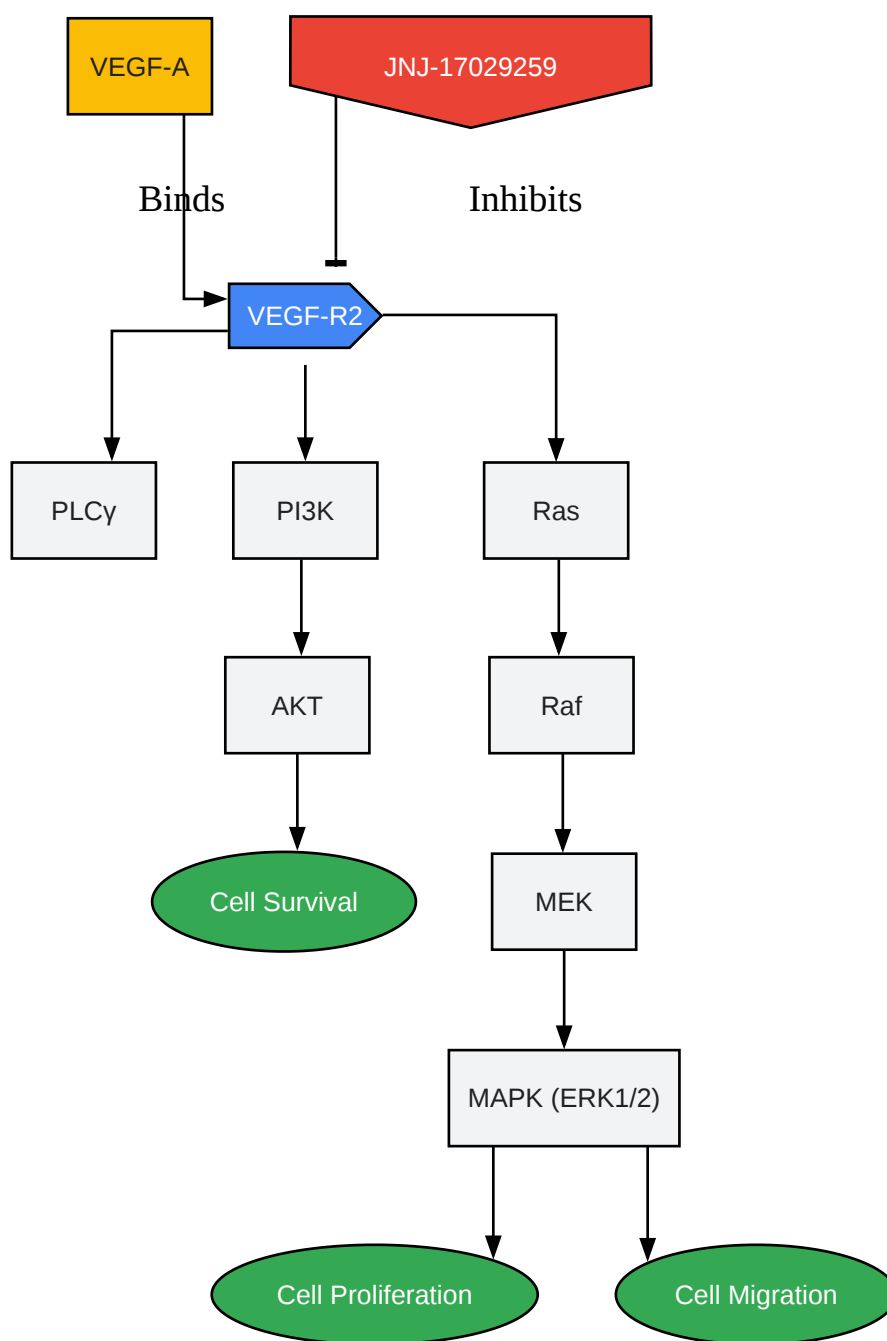 VEGF-A
JNJ-17029259
Binds
Inhibits
VEGF-R2
PLCγ
PI3K
Ras
AKT
Raf
Cell Survival
MEK
MAPK (ERK1/2)
Cell Proliferation
Cell Migration